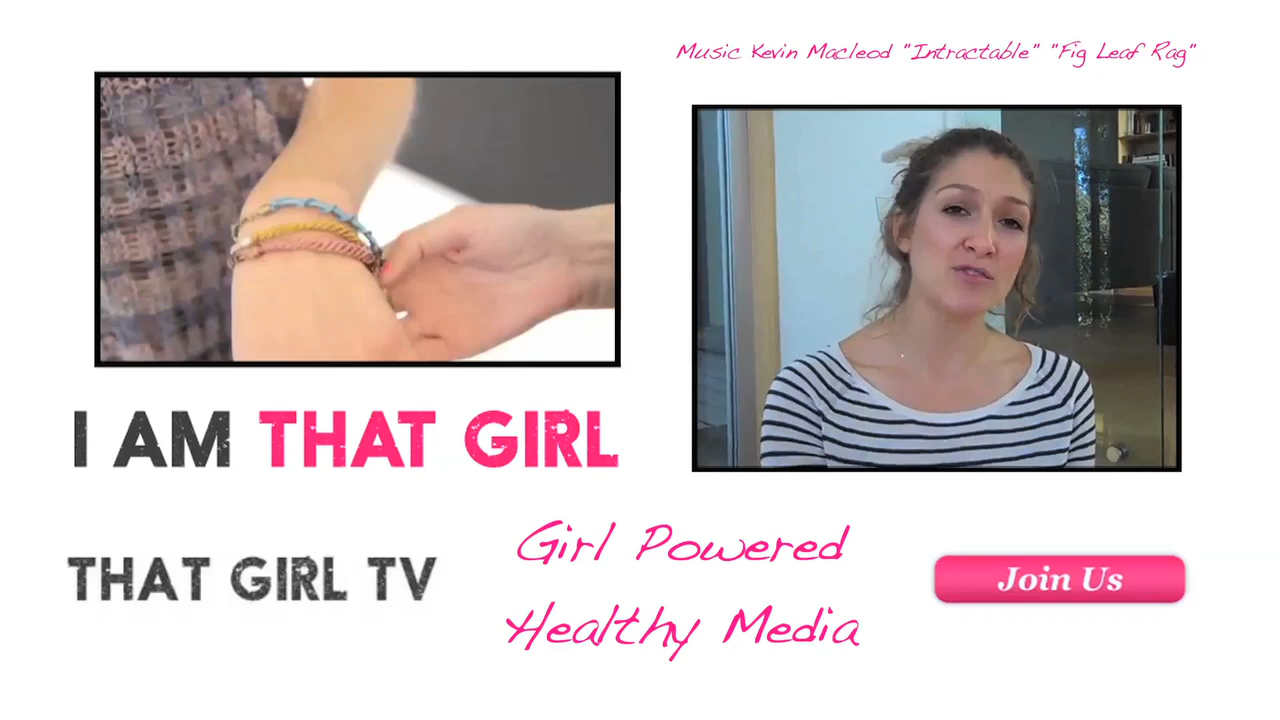 Music Kevin Macleod "Intractable" "Fig Leaf Rag"
I AM THAT GIRL
THAT GIRL TV
Girl Powered
Healthy Media
Join Us